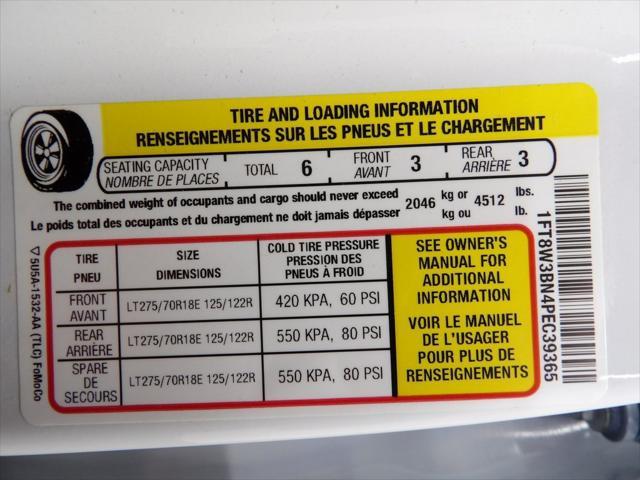 TIRE AND LOADING INFORMATION
RENSEIGNEMENTS SUR LES PNEUS ET LE CHARGEMENT
SEATING CAPACITY
NOMBRE DE PLACES
TOTAL 6
FRONT
AVANT 3
REAR
ARRIÈRE 3
The combined weight of occupants and cargo should never exceed
Le poids total des occupants et du chargement ne doit jamais dépasser
2046 kg or 4512 lbs.
kg ou lb.
TIRE
PNEU
SIZE
DIMENSIONS
COLD TIRE PRESSURE
PRESSION DES
PNEUS À FROID
FRONT
AVANT
LT275/70R18E 125/122R
420 KPA, 60 PSI
REAR
ARRIÈRE
LT275/70R18E 125/122R
550 KPA, 80 PSI
SPARE
DE
SECOURS
LT275/70R18E 125/122R
550 KPA, 80 PSI
SEE OWNER'S
MANUAL FOR
ADDITIONAL
INFORMATION
VOIR LE MANUEL
DE L'USAGER
POUR PLUS DE
RENSEIGNEMENTS
1FT8W3BN4PEC39365
5U5A-1532-AA (TLC) FoMoCo